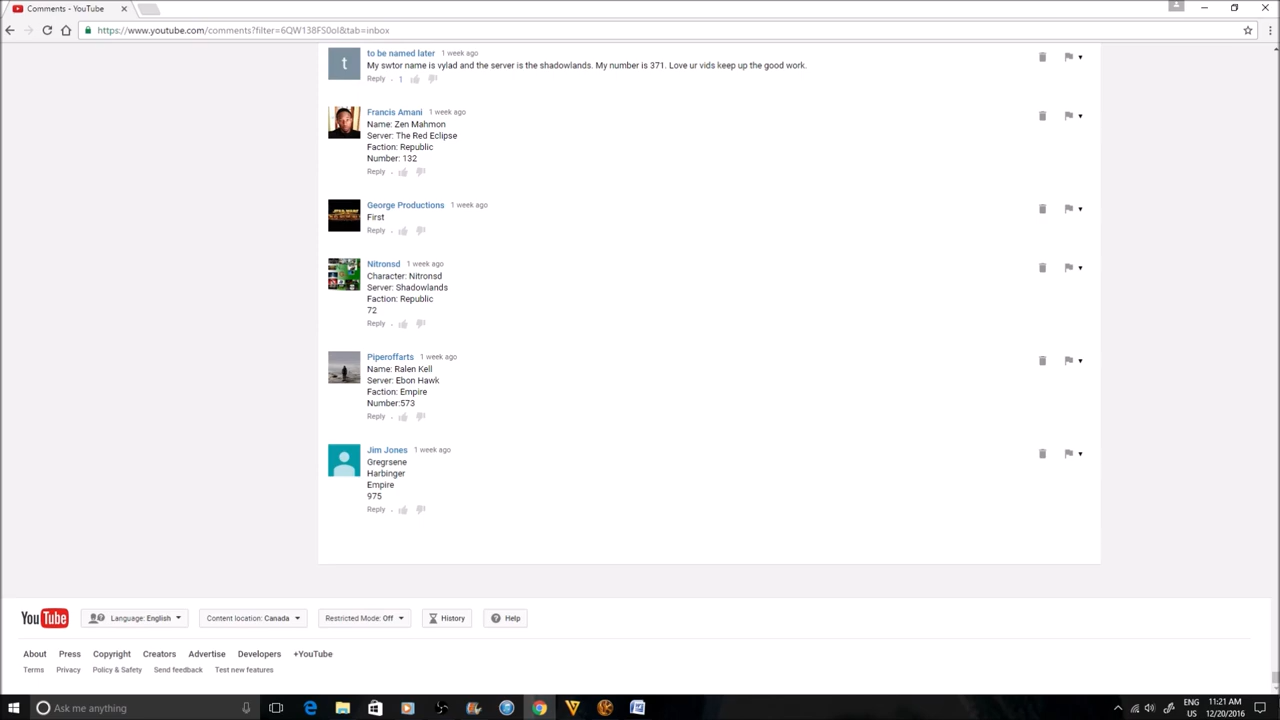 Comments - YouTube
https://www.youtube.com/comments?filter=6QW138FS0oI&tab=inbox
t
to be named later 1 week ago
My swtor name is vylad and the server is the shadowlands. My number is 371. Love ur vids keep up the good work.
Reply 1
Francis Amani 1 week ago
Name: Zen Mahmon
Server: The Red Eclipse
Faction: Republic
Number: 132
Reply
George Productions 1 week ago
First
Reply
Nitronsd 1 week ago
Character: Nitronsd
Server: Shadowlands
Faction: Republic
72
Reply
Piperoffarts 1 week ago
Name: Ralen Kell
Server: Ebon Hawk
Faction: Empire
Number:573
Reply
Jim Jones 1 week ago
Gregrsene
Harbinger
Empire
975
Reply
YouTube Language: English Content location: Canada Restricted Mode: Off History Help
About Press Copyright Creators Advertise Developers +YouTube
Terms Privacy Policy & Safety Send feedback Test new features
Ask me anything
ENG 11:21 AM
US 12/20/2016